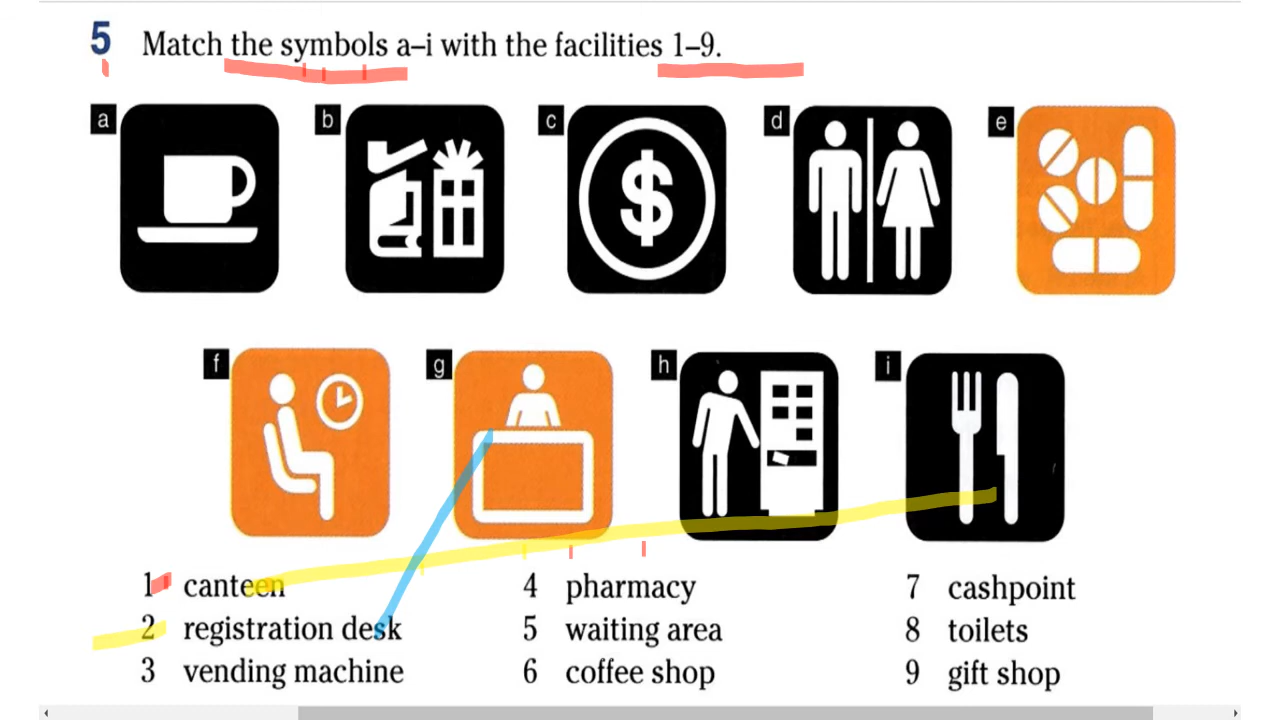 5 Match the symbols a–i with the facilities 1–9.
a b c d e
$
f g h i
1 canteen 4 pharmacy 7 cashpoint
2 registration desk 5 waiting area 8 toilets
3 vending machine 6 coffee shop 9 gift shop